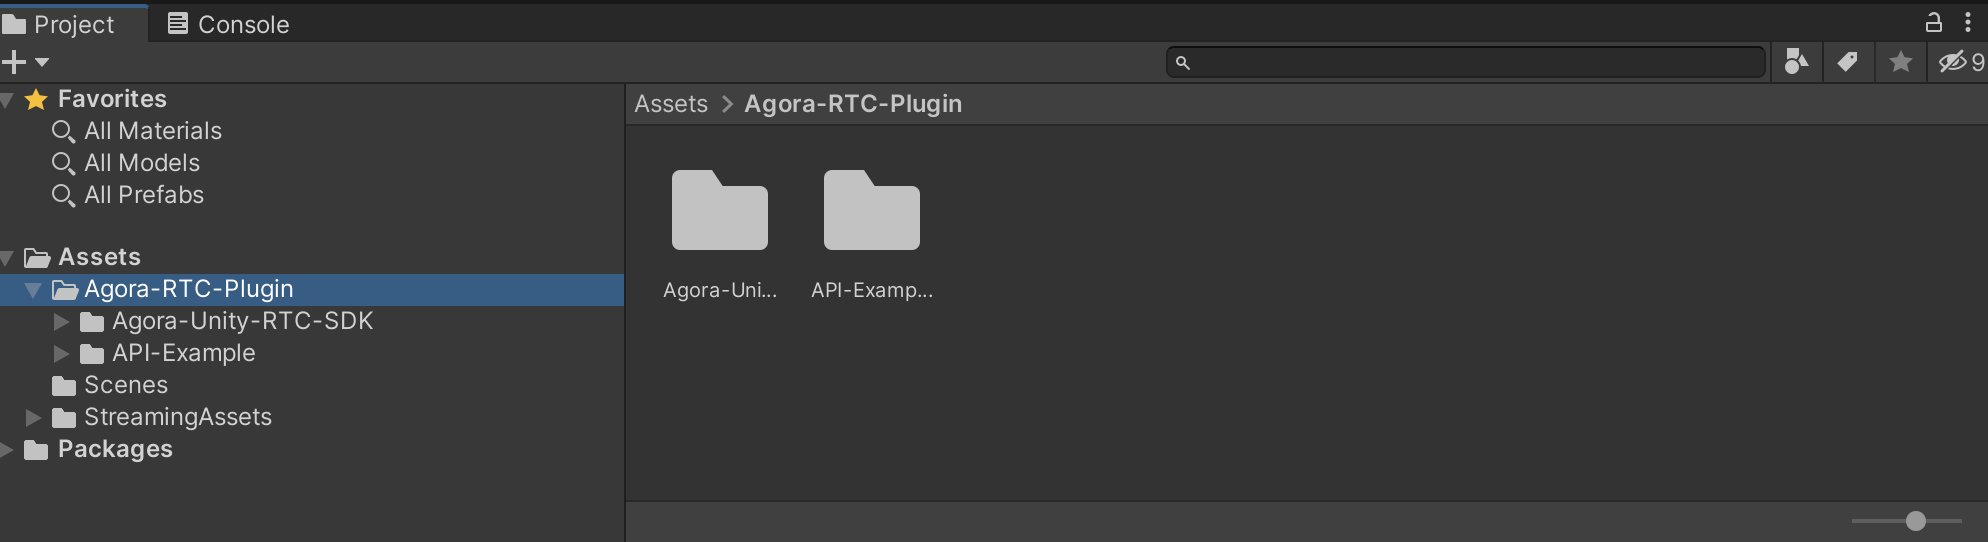 Project
Console
9
Favorites
All Materials
All Models
All Prefabs
Assets
Agora-RTC-Plugin
Agora-Unity-RTC-SDK
API-Example
Scenes
StreamingAssets
Packages
Assets > Agora-RTC-Plugin
Agora-Uni...
API-Examp...